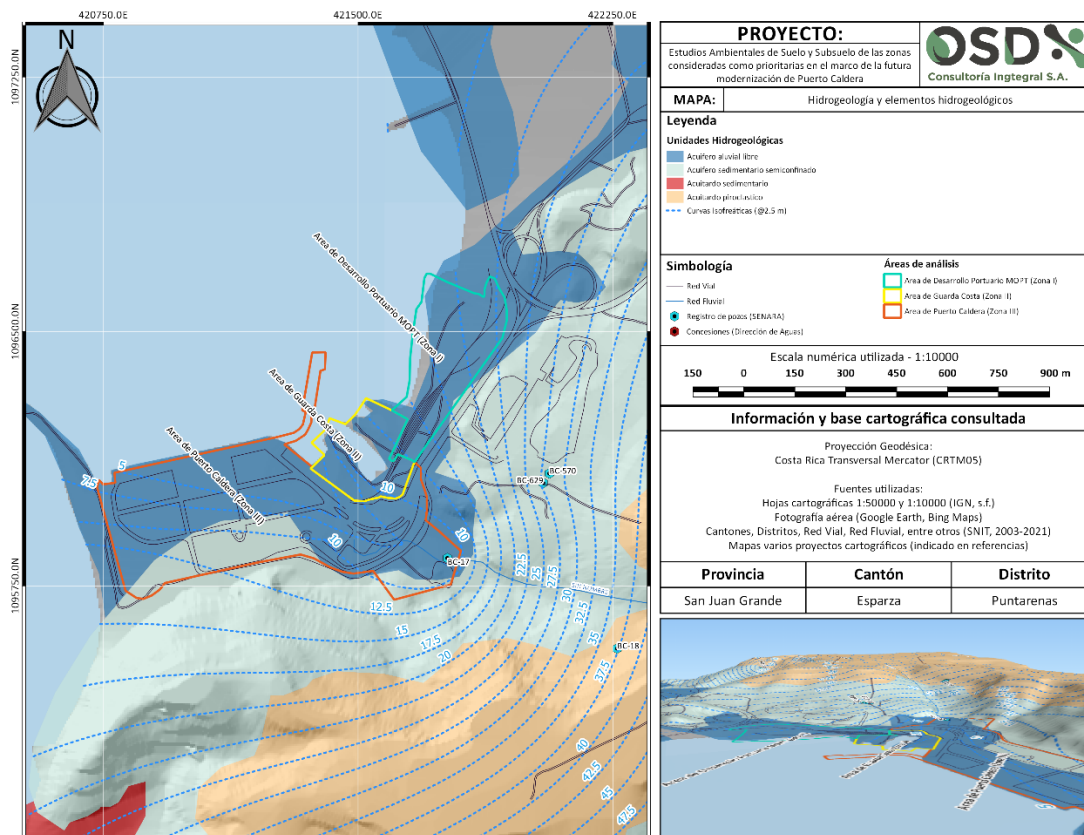 420750.0E
421500.0E
422250.0E
1097250.0N
1096500.0N
1095750.0N
N
Area de Desarrollo Portuario MOPT (Zona I)
Area de Guarda Costa (Zona II)
Area de Puerto Caldera (Zona III)
5
7.5
10
10
10
12.5
15
17.5
20
22.5
25
27.5
30
32.5
35
37.5
40
42.5
45
47.5
BC-570
BC-629
BC-17
BC-18
PROYECTO:
Estudios Ambientales de Suelo y Subsuelo de las zonas
consideradas como prioritarias en el marco de la futura
modernización de Puerto Caldera
OSD
Consultoría Ingtegral S.A.
MAPA:
Hidrogeología y elementos hidrogeológicos
Leyenda
Unidades Hidrogeológicas
Acuifero aluvial libre
Acuifero sedimentario semiconfinado
Acuitardo sedimentario
Acuitardo piroclastico
Curvas Isofreáticas (@2.5 m)
Simbología
Red Vial
Red Fluvial
Registro de pozos (SENARA)
Concesiones (Dirección de Aguas)
Áreas de análisis
Area de Desarrollo Portuario MOPT (Zona I)
Area de Guarda Costa (Zona II)
Area de Puerto Caldera (Zona III)
Escala numérica utilizada - 1:10000
150 0 150 300 450 600 750 900 m
Información y base cartográfica consultada
Proyección Geodésica:
Costa Rica Transversal Mercator (CRTM05)
Fuentes utilizadas:
Hojas cartográficas 1:50000 y 1:10000 (IGN, s.f.)
Fotografía aérea (Google Earth, Bing Maps)
Cantones, Distritos, Red Vial, Red Fluvial, entre otros (SNIT, 2003-2021)
Mapas varios proyectos cartográficos (indicado en referencias)
Provincia Cantón Distrito
San Juan Grande Esparza Puntarenas
5